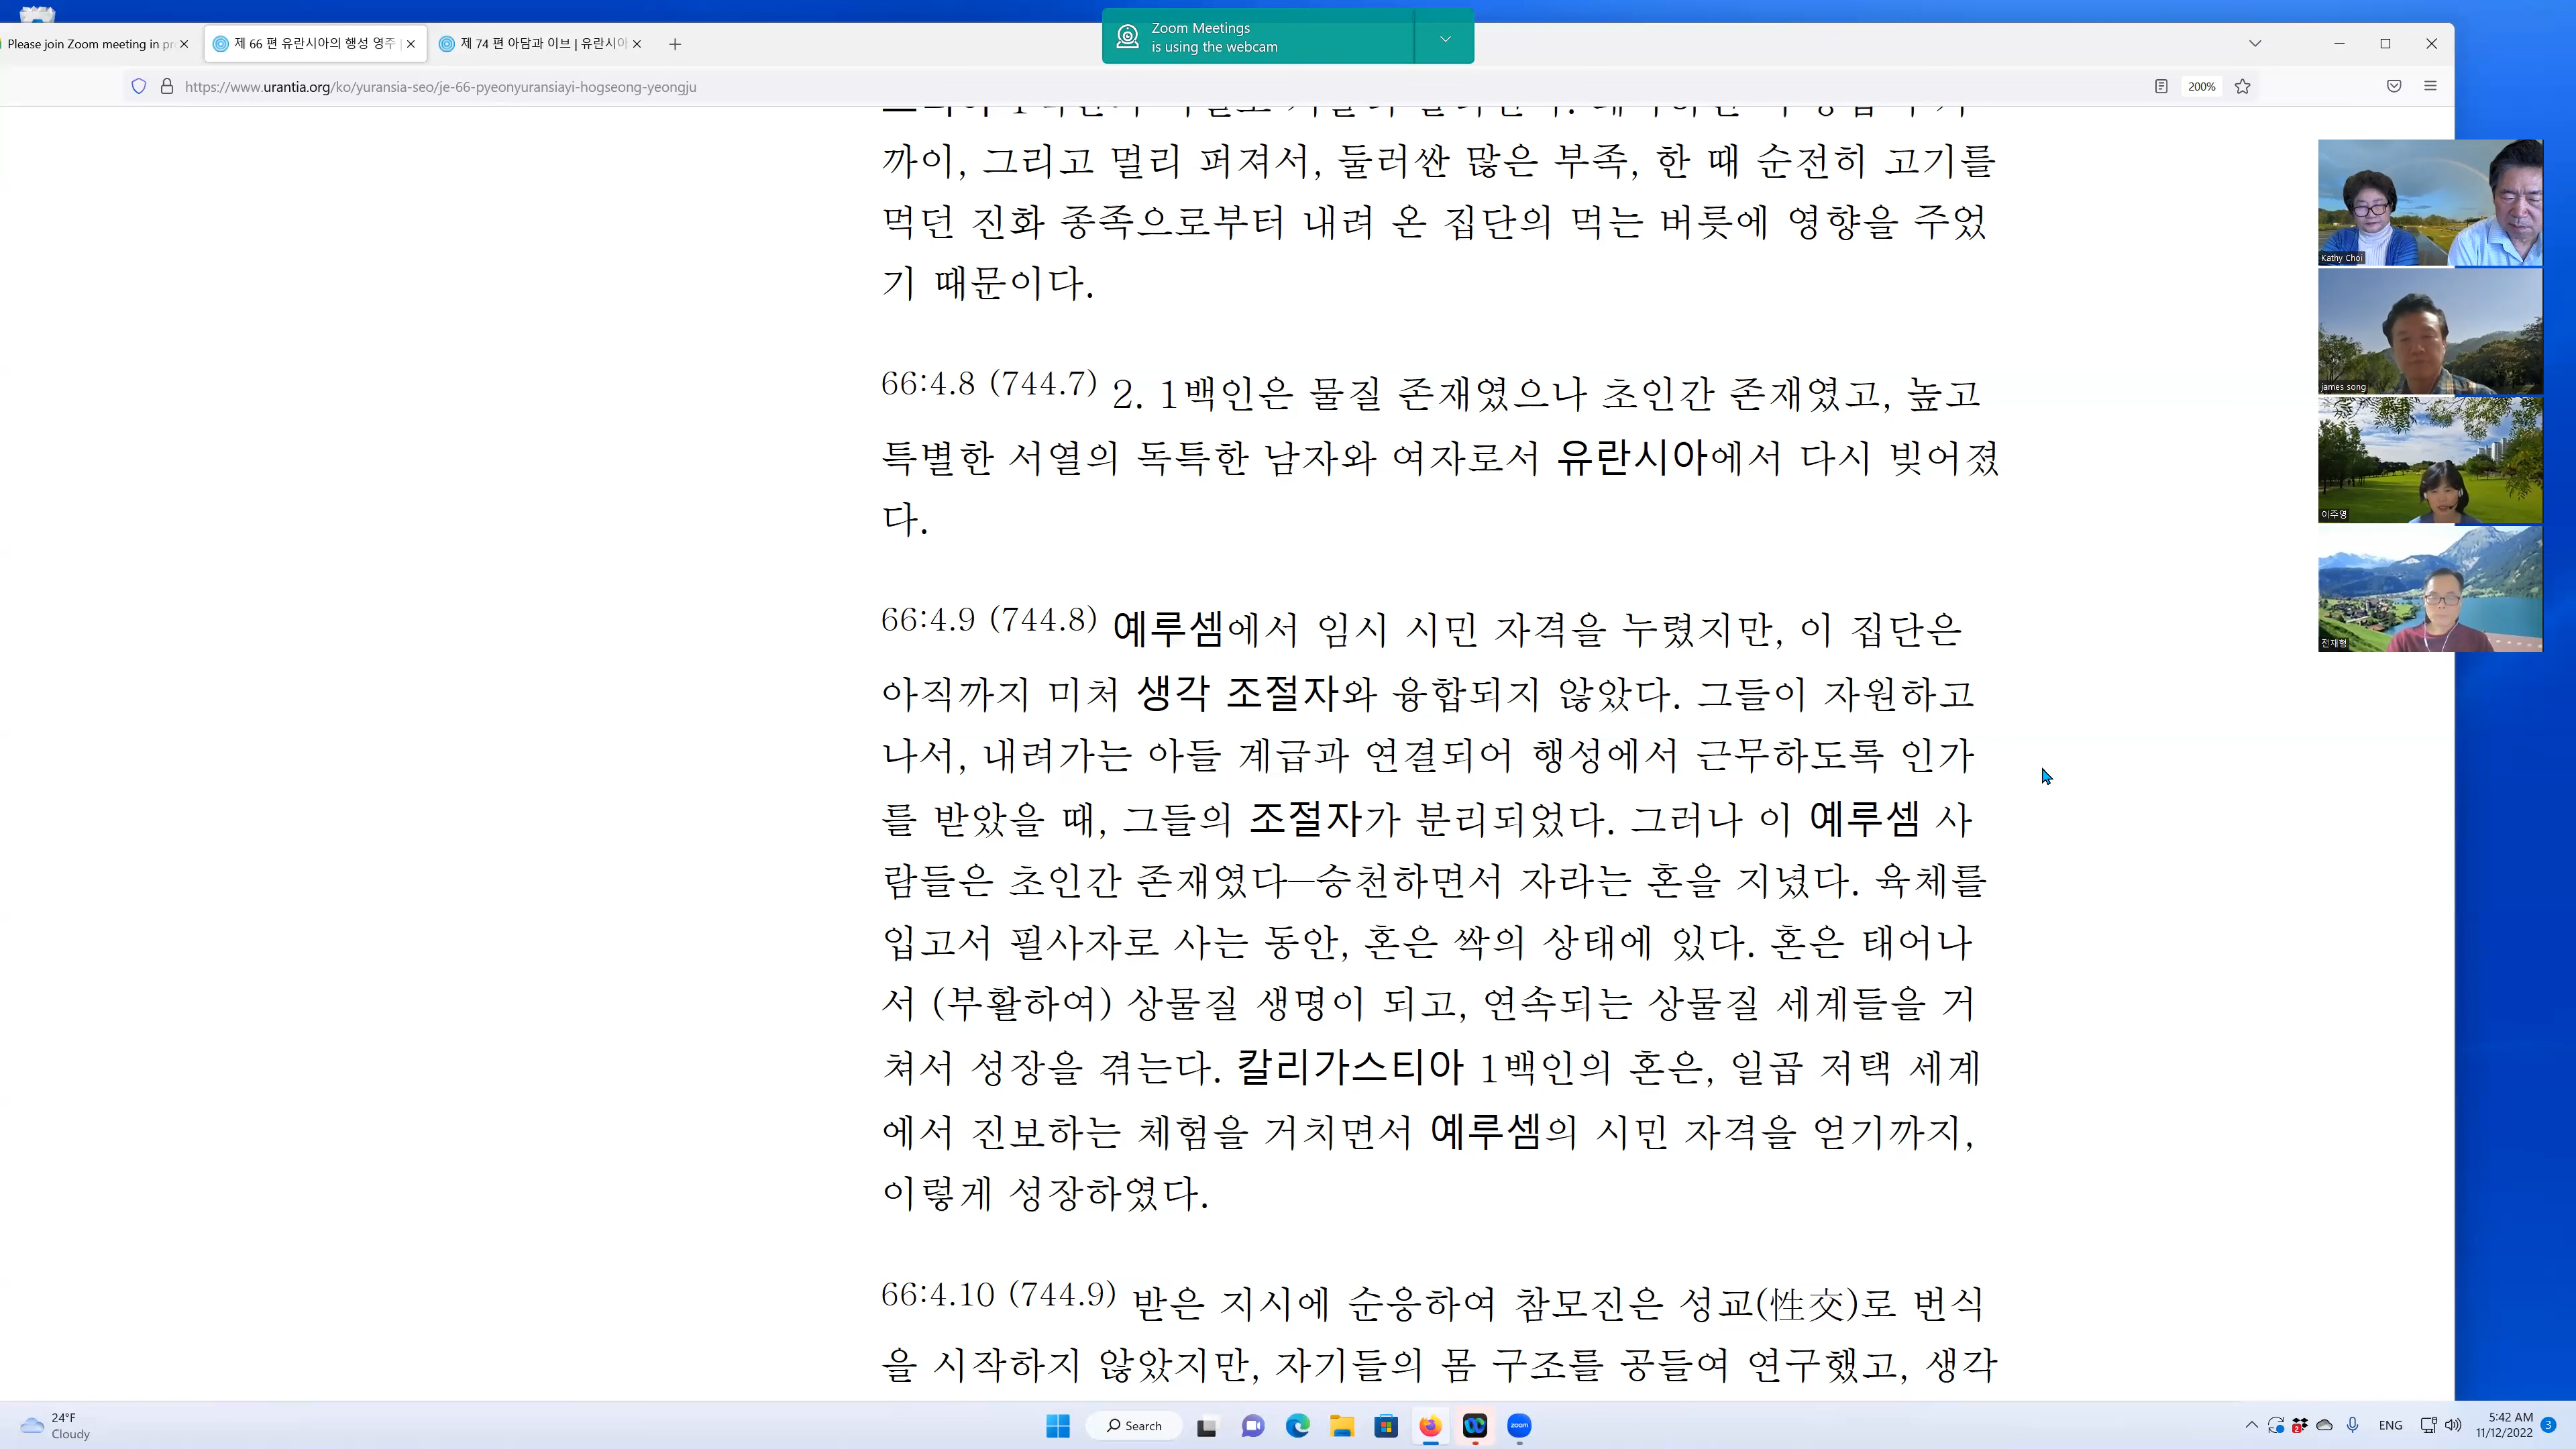 Zoom Meetings
is using the webcam
Please join Zoom meeting in pr
제 66 편 유란시아의 행성 영주 |
제 74 편 아담과 이브 | 유란시아
https://www.urantia.org/ko/yuransia-seo/je-66-pyeonyuransiayi-hogseong-yeongju
200%
까이, 그리고 멀리 퍼져서, 둘러싼 많은 부족, 한 때 순전히 고기를
먹던 진화 종족으로부터 내려 온 집단의 먹는 버릇에 영향을 주었
기 때문이다.
66:4.8 (744.7) 2. 1백인은 물질 존재였으나 초인간 존재였고, 높고
특별한 서열의 독특한 남자와 여자로서 유란시아에서 다시 빚어졌
다.
66:4.9 (744.8) 예루셈에서 임시 시민 자격을 누렸지만, 이 집단은
아직까지 미처 생각 조절자와 융합되지 않았다. 그들이 자원하고
나서, 내려가는 아들 계급과 연결되어 행성에서 근무하도록 인가
를 받았을 때, 그들의 조절자가 분리되었다. 그러나 이 예루셈 사
람들은 초인간 존재였다—승천하면서 자라는 혼을 지녔다. 육체를
입고서 필사자로 사는 동안, 혼은 싹의 상태에 있다. 혼은 태어나
서 (부활하여) 상물질 생명이 되고, 연속되는 상물질 세계들을 거
쳐서 성장을 겪는다. 칼리가스티아 1백인의 혼은, 일곱 저택 세계
에서 진보하는 체험을 거치면서 예루셈의 시민 자격을 얻기까지,
이렇게 성장하였다.
66:4.10 (744.9) 받은 지시에 순응하여 참모진은 성교(性交)로 번식
을 시작하지 않았지만, 자기들의 몸 구조를 공들여 연구했고, 생각
Kathy Choi
james song
이주영
전재형
24°F
Cloudy
Search
zoom
2
ENG
5:42 AM
11/12/2022
3